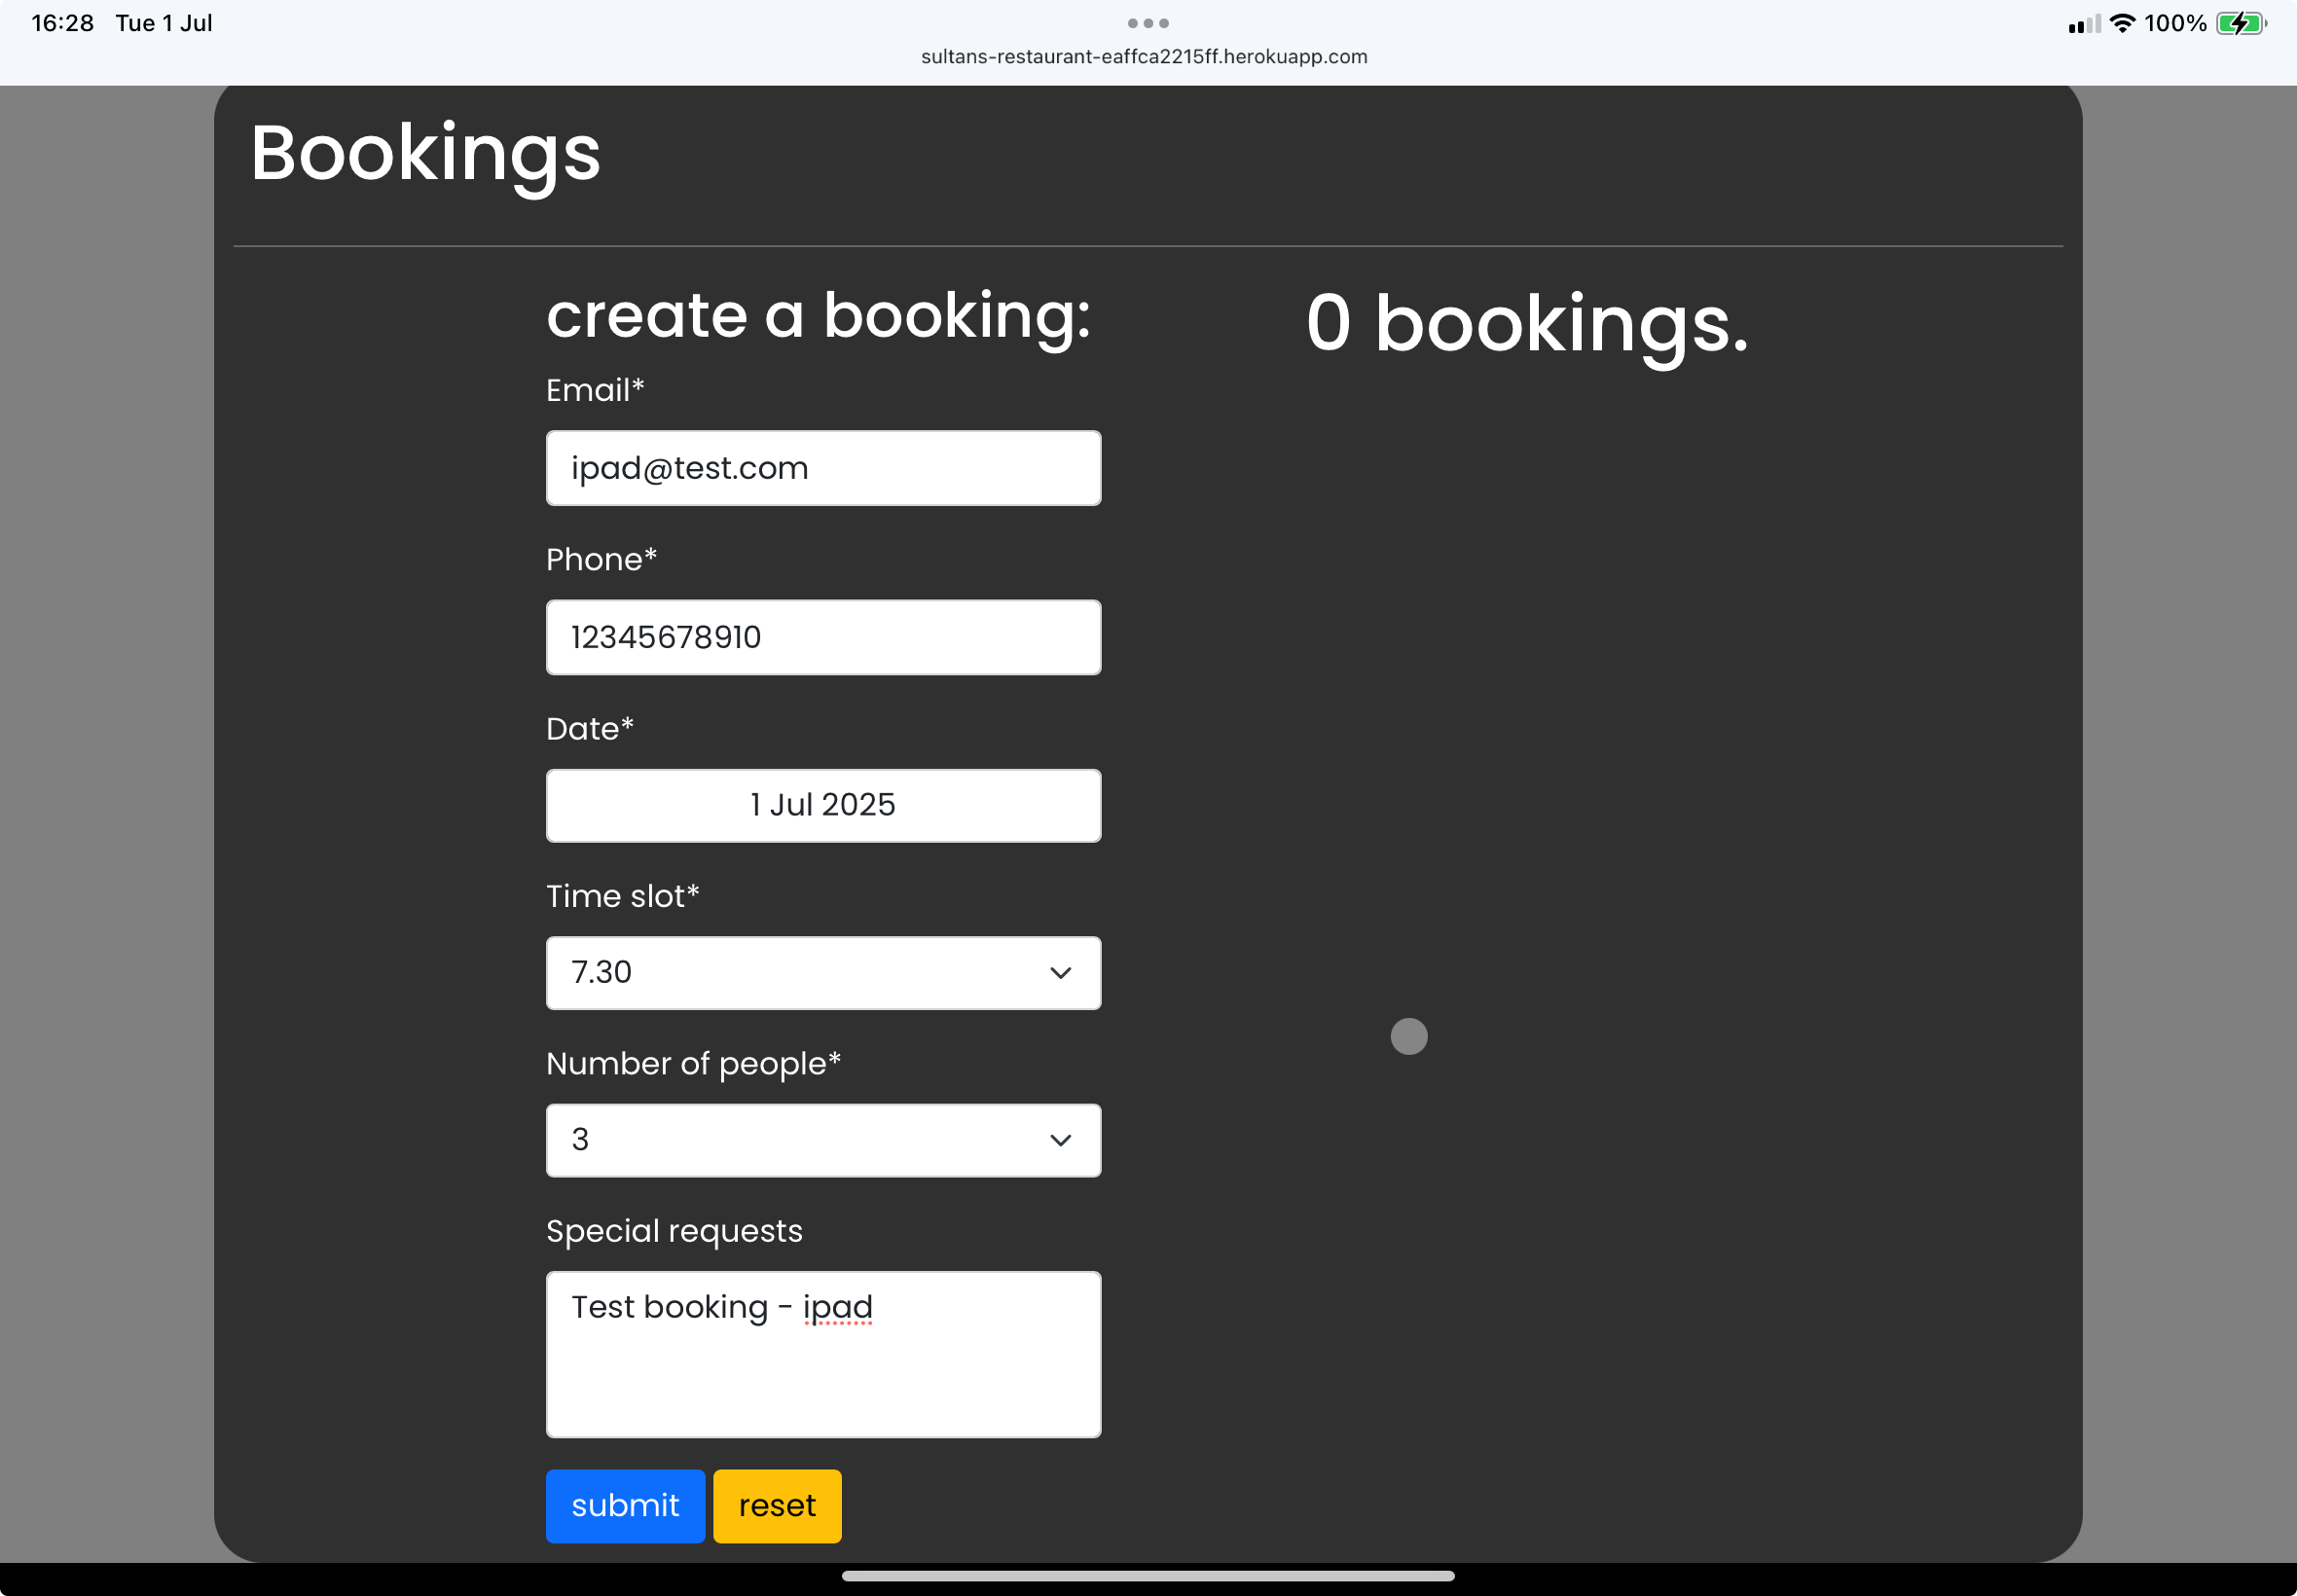 16:28 Tue 1 Jul
100%
sultans-restaurant-eaffca2215ff.herokuapp.com
Bookings
create a booking:
Email*
ipad@test.com
Phone*
12345678910
Date*
1 Jul 2025
Time slot*
7.30
Number of people*
3
Special requests
Test booking - ipad
submit reset
0 bookings.